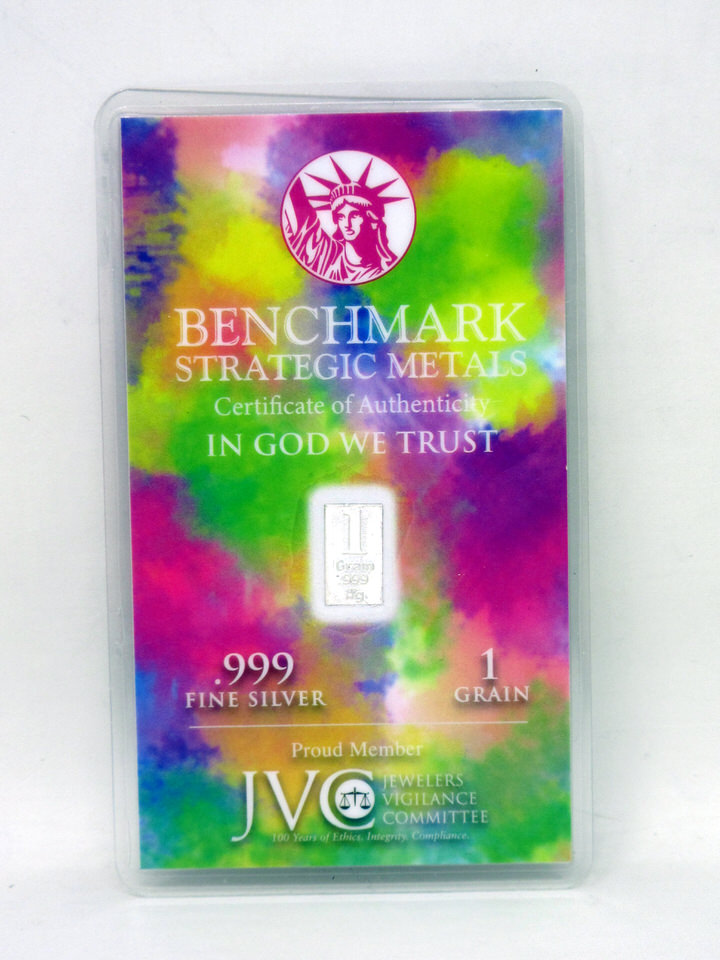 BENCHMARK
STRATEGIC METALS
Certificate of Authenticity
IN GOD WE TRUST
1
Grain
.999
Ag
.999
FINE SILVER
1
GRAIN
Proud Member
JVC
JEWELERS
VIGILANCE
COMMITTEE
100 Years of Ethics. Integrity. Compliance.